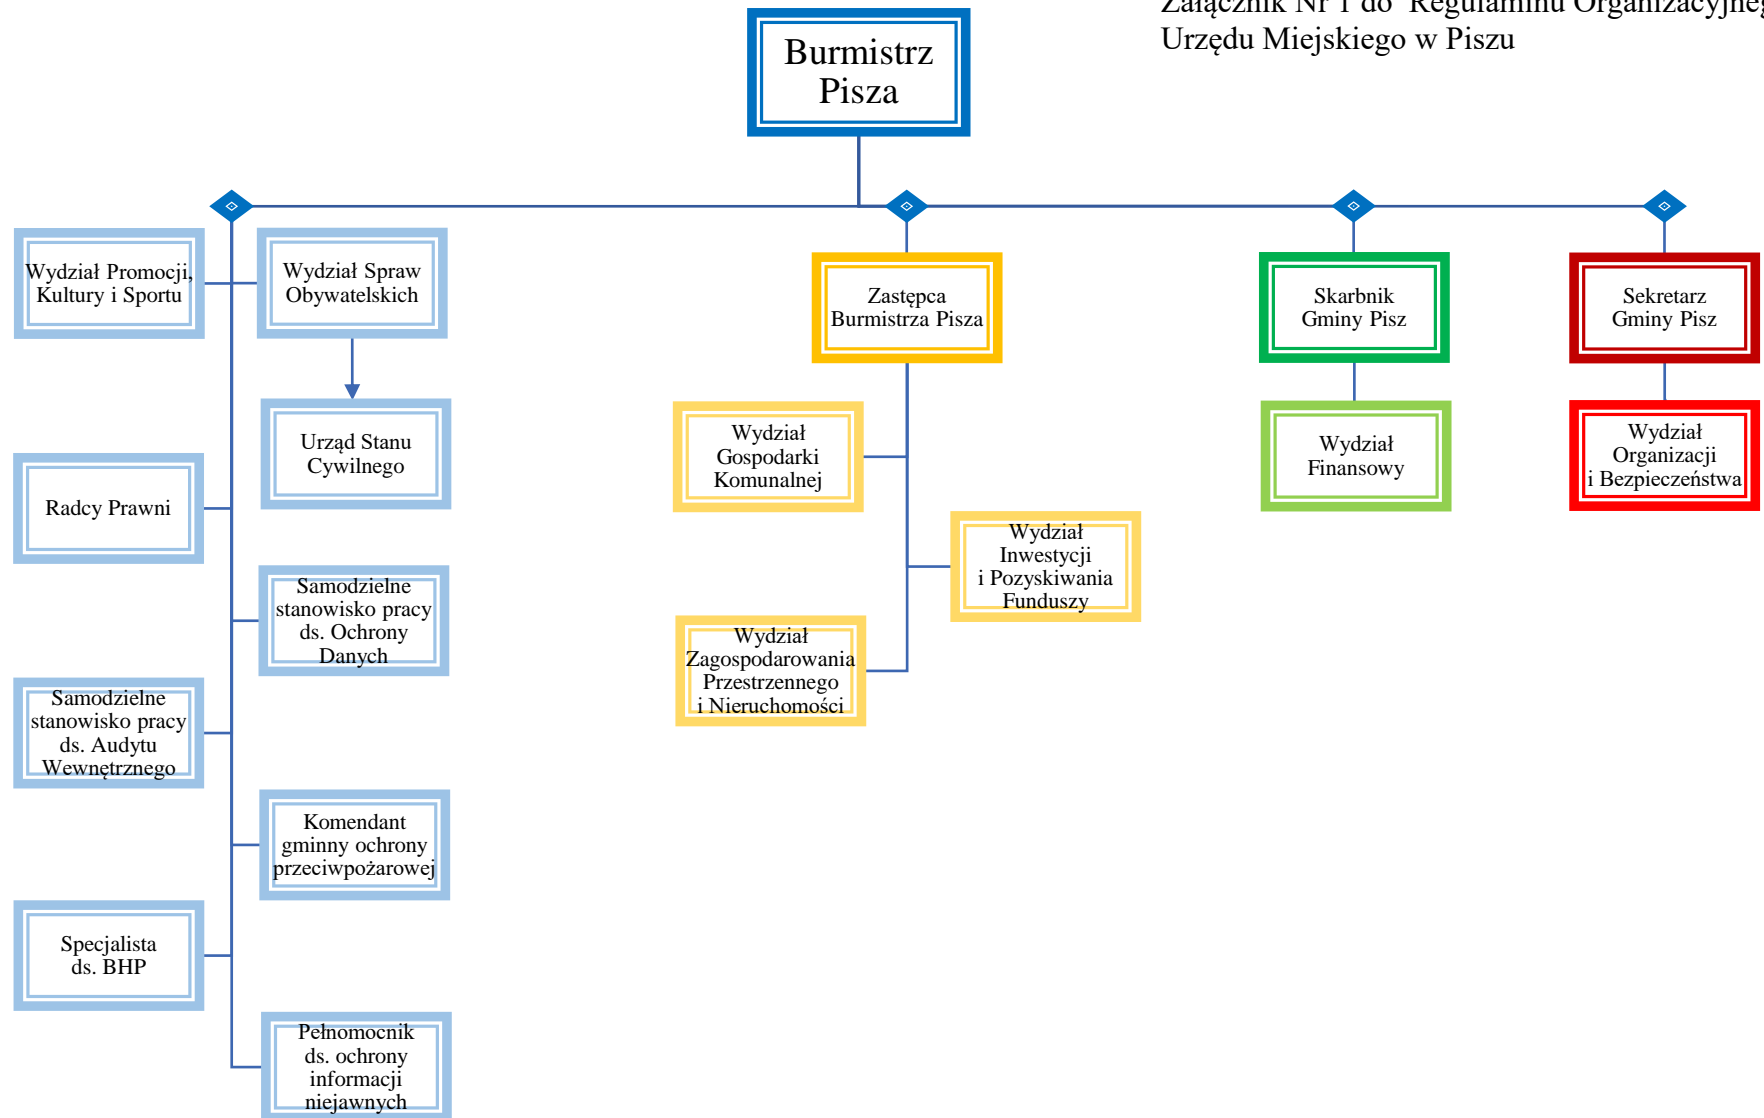 Załącznik Nr 1 do Regulaminu Organizacyjneg
Urzędu Miejskiego w Piszu
Burmistrz
Pisza
Wydział Promocji,
Kultury i Sportu
Wydział Spraw
Obywatelskich
Zastępca
Burmistrza Pisza
Skarbnik
Gminy Pisz
Sekretarz
Gminy Pisz
Urząd Stanu
Cywilnego
Wydział
Gospodarki
Komunalnej
Wydział
Finansowy
Wydział
Organizacji
i Bezpieczeństwa
Radcy Prawni
Wydział
Inwestycji
i Pozyskiwania
Funduszy
Samodzielne
stanowisko pracy
ds. Ochrony
Danych
Wydział
Zagospodarowania
Przestrzennego
i Nieruchomości
Samodzielne
stanowisko pracy
ds. Audytu
Wewnętrznego
Komendant
gminny ochrony
przeciwpożarowej
Specjalista
ds. BHP
Pełnomocnik
ds. ochrony
informacji
niejawnych